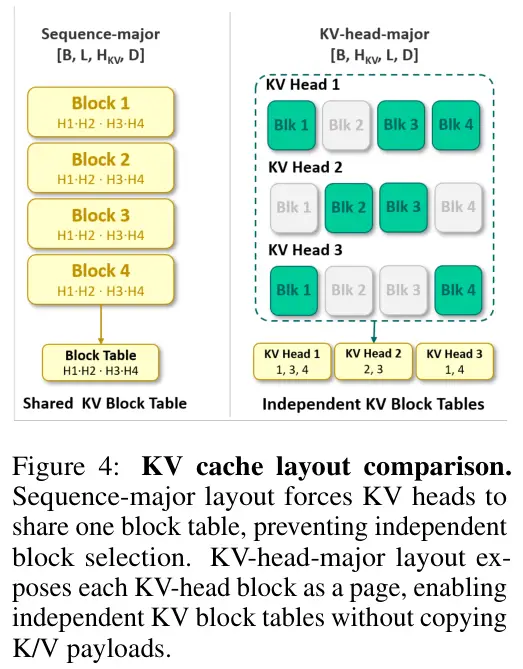 Sequence-major
[B, L, HKV, D]
Block 1
H1·H2 · H3·H4
Block 2
H1·H2 · H3·H4
Block 3
H1·H2 · H3·H4
Block 4
H1·H2 · H3·H4
Block Table
H1·H2 · H3·H4
Shared KV Block Table
KV-head-major
[B, HKV, L, D]
KV Head 1
Blk 1 Blk 2 Blk 3 Blk 4
KV Head 2
Blk 1 Blk 2 Blk 3 Blk 4
KV Head 3
Blk 1 Blk 2 Blk 3 Blk 4
KV Head 1 KV Head 2 KV Head 3
1, 3, 4 2, 3 1, 4
Independent KV Block Tables
Figure 4: KV cache layout comparison.
Sequence-major layout forces KV heads to
share one block table, preventing independent
block selection. KV-head-major layout ex-
poses each KV-head block as a page, enabling
independent KV block tables without copying
K/V payloads.